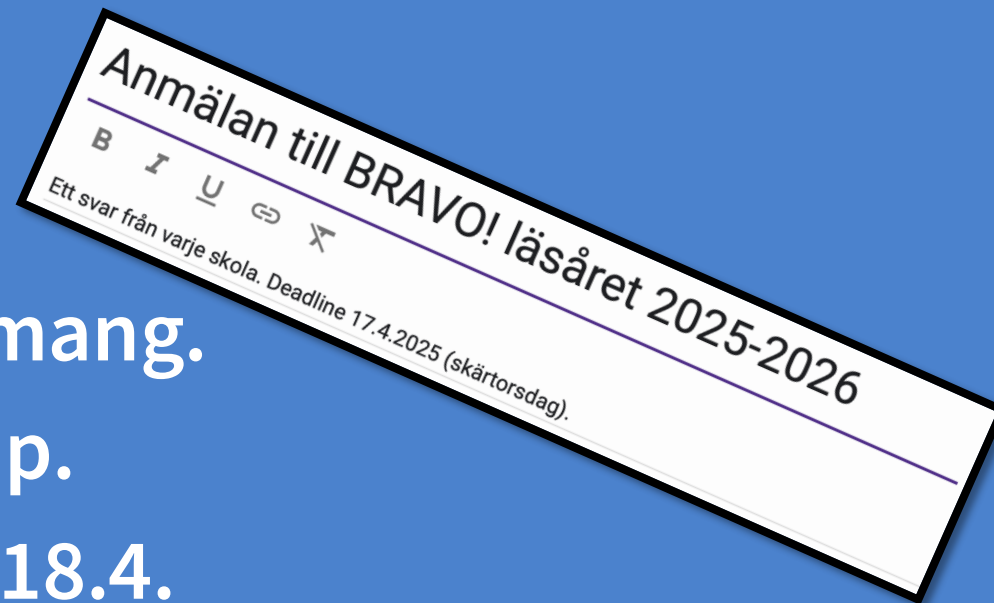 Anmälan till BRAVO! läsåret 2025-2026
B I U
Ett svar från varje skola. Deadline 17.4.2025 (skärtorsdag).
mang.
p.
18.4.